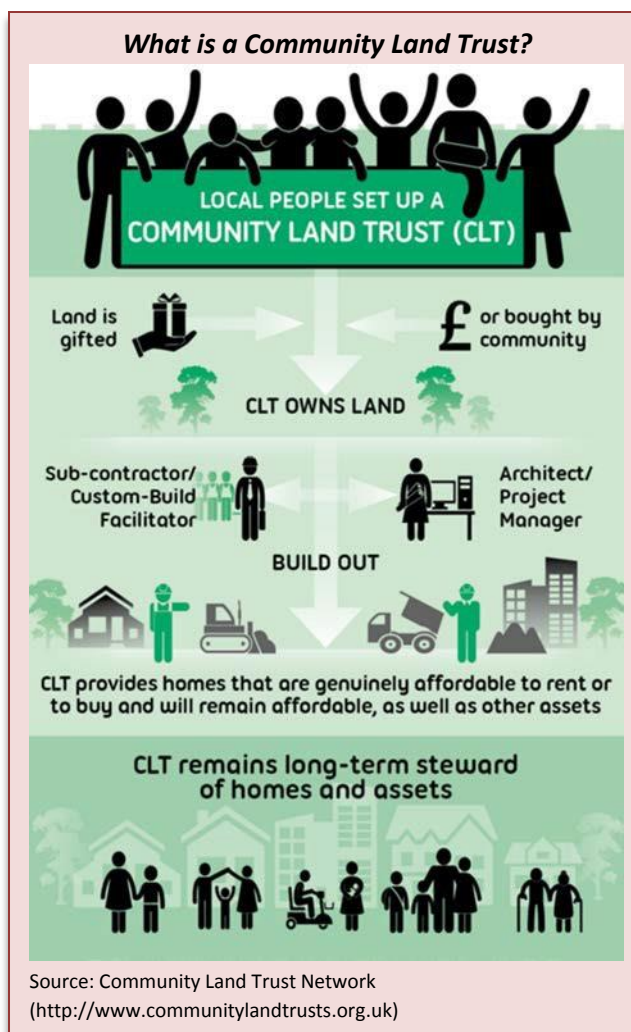 What is a Community Land Trust?
LOCAL PEOPLE SET UP A
COMMUNITY LAND TRUST (CLT)
Land is
gifted
£
or bought by
community
CLT OWNS LAND
Sub-contractor/
Custom-Build
Facilitator
Architect/
Project
Manager
BUILD OUT
CLT provides homes that are genuinely affordable to rent or
to buy and will remain affordable, as well as other assets
CLT remains long-term steward
of homes and assets
Source: Community Land Trust Network
(http://www.communitylandtrusts.org.uk)